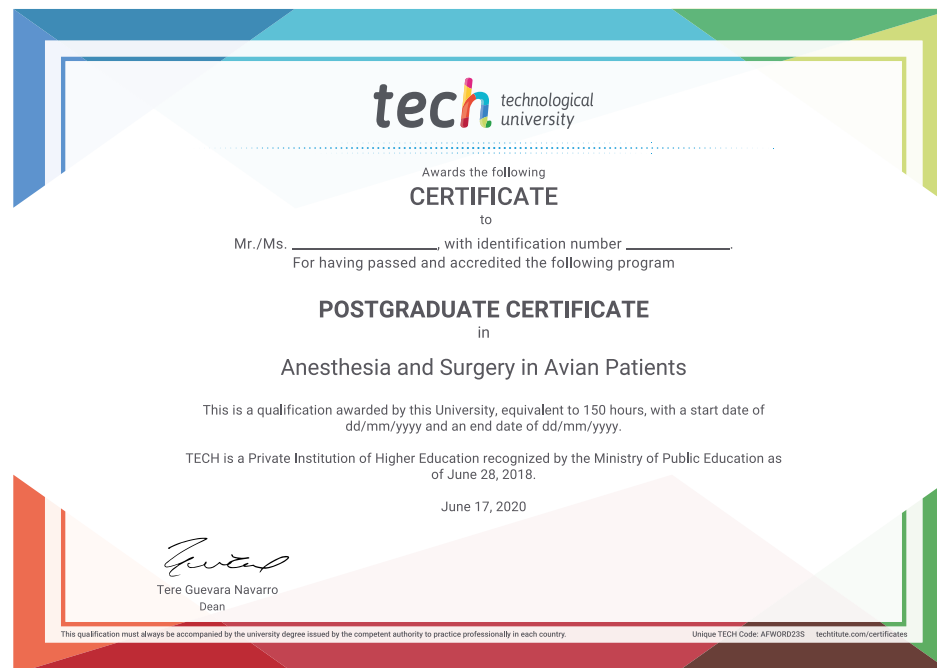 tech technological
university
Awards the following
CERTIFICATE
to
Mr./Ms. ____________________, with identification number ______________.
For having passed and accredited the following program
POSTGRADUATE CERTIFICATE
in
Anesthesia and Surgery in Avian Patients
This is a qualification awarded by this University, equivalent to 150 hours, with a start date of
dd/mm/yyyy and an end date of dd/mm/yyyy.
TECH is a Private Institution of Higher Education recognized by the Ministry of Public Education as
of June 28, 2018.
June 17, 2020
Tere Guevara Navarro
Dean
This qualification must always be accompanied by the university degree issued by the competent authority to practice professionally in each country. Unique TECH Code: AFWORD23S techtitute.com/certificates